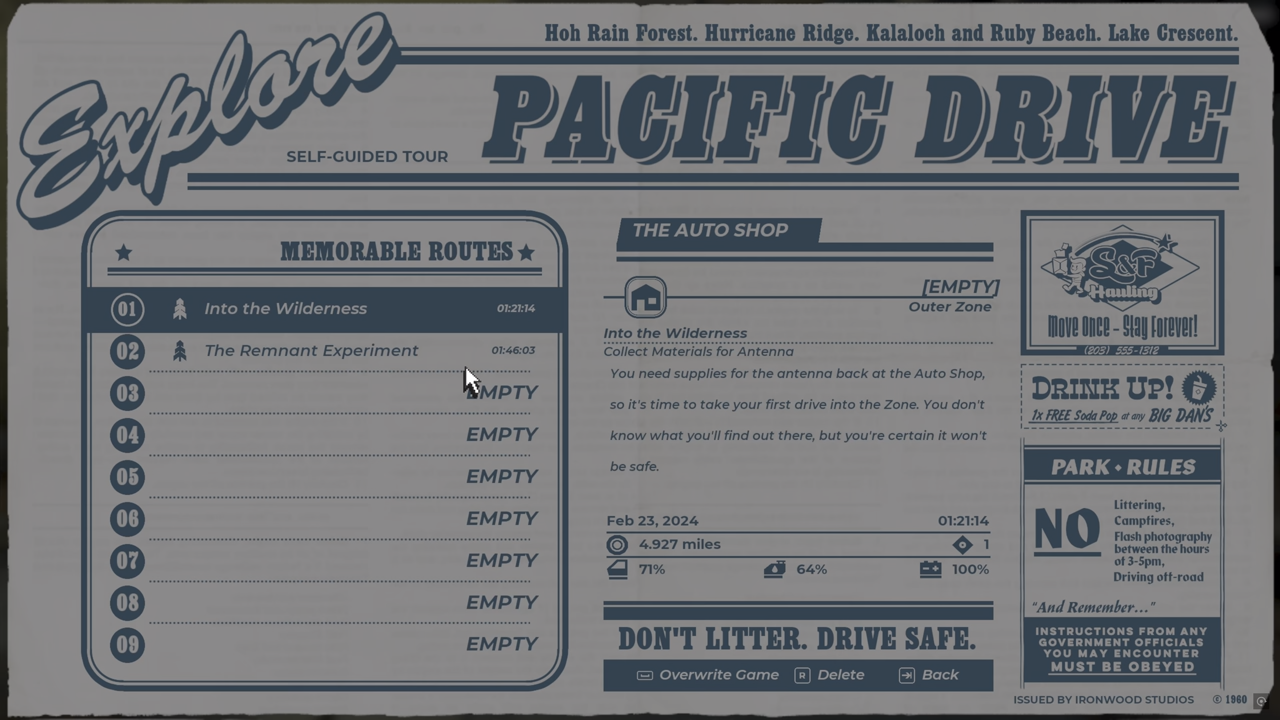 Explore
Hoh Rain Forest. Hurricane Ridge. Kalaloch and Ruby Beach. Lake Crescent.
PACIFIC DRIVE
SELF-GUIDED TOUR
MEMORABLE ROUTES
01 Into the Wilderness 01:21:14
02 The Remnant Experiment 01:46:03
03 EMPTY
04 EMPTY
05 EMPTY
06 EMPTY
07 EMPTY
08 EMPTY
09 EMPTY
THE AUTO SHOP
[EMPTY]
Outer Zone
Into the Wilderness
Collect Materials for Antenna
You need supplies for the antenna back at the Auto Shop,
so it's time to take your first drive into the Zone. You don't
know what you'll find out there, but you're certain it won't
be safe.
Feb 23, 2024 01:21:14
4.927 miles 1
71% 64% 100%
DON'T LITTER. DRIVE SAFE.
Overwrite Game R Delete Back
S&F
Hauling
Move Once - Stay Forever!
(203) 555-1312
DRINK UP!
1x FREE Soda Pop at any BIG DAN'S
PARK • RULES
NO
Littering,
Campfires,
Flash photography
between the hours
of 3-5pm,
Driving off-road
"And Remember..."
INSTRUCTIONS FROM ANY
GOVERNMENT OFFICIALS
YOU MAY ENCOUNTER
MUST BE OBEYED
ISSUED BY IRONWOOD STUDIOS © 1960